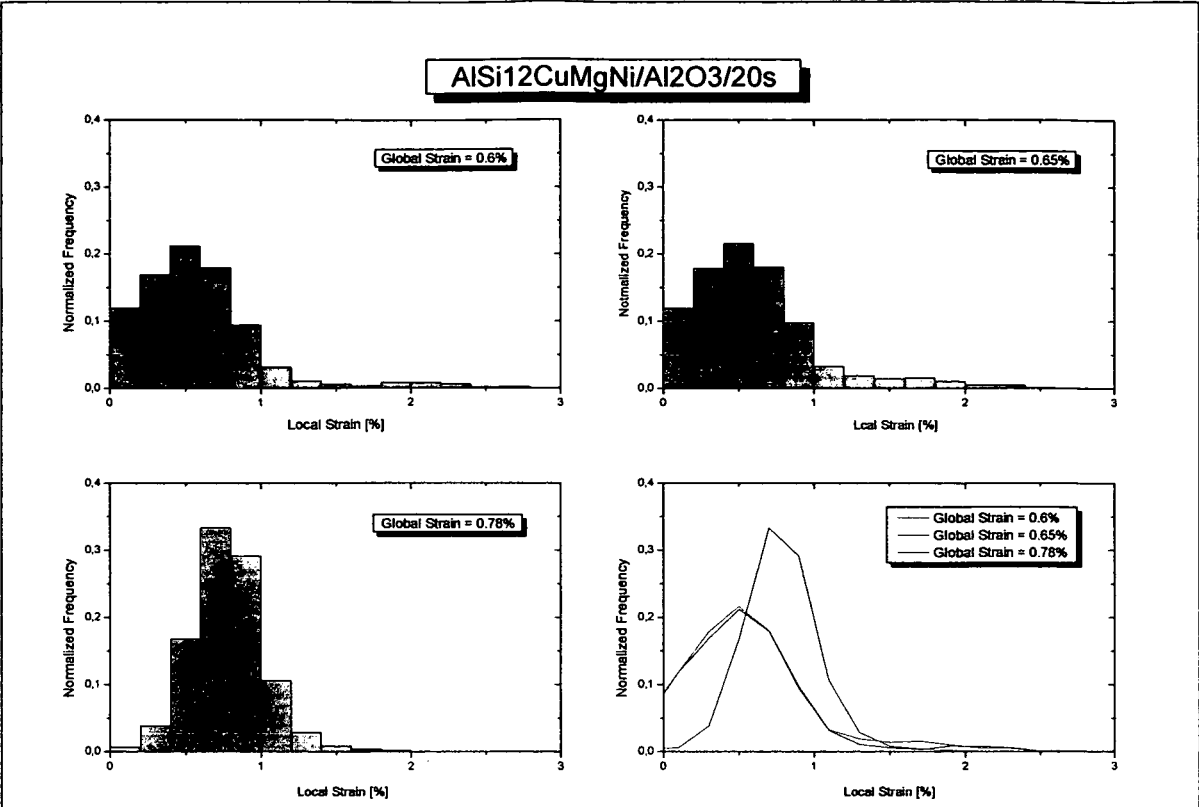 AlSi12CuMgNi/Al2O3/20s
Global Strain = 0.6%
Normalized Frequency
0,4
0,3
0,2
0,1
0,0
0 1 2 3
Local Strain [%]
Global Strain = 0.65%
Notmalized Frequency
0,4
0,3
0,2
0,1
0,0
0 1 2 3
Lcal Strain [%]
Global Strain = 0.78%
Normalized Frequency
0,4
0,3
0,2
0,1
0,0
0 1 2 3
Local Strain [%]
Global Strain = 0.6%
Global Strain = 0.65%
Global Strain = 0.78%
Normalized Frequency
0,4
0,3
0,2
0,1
0,0
0 1 2 3
Local Strain [%]